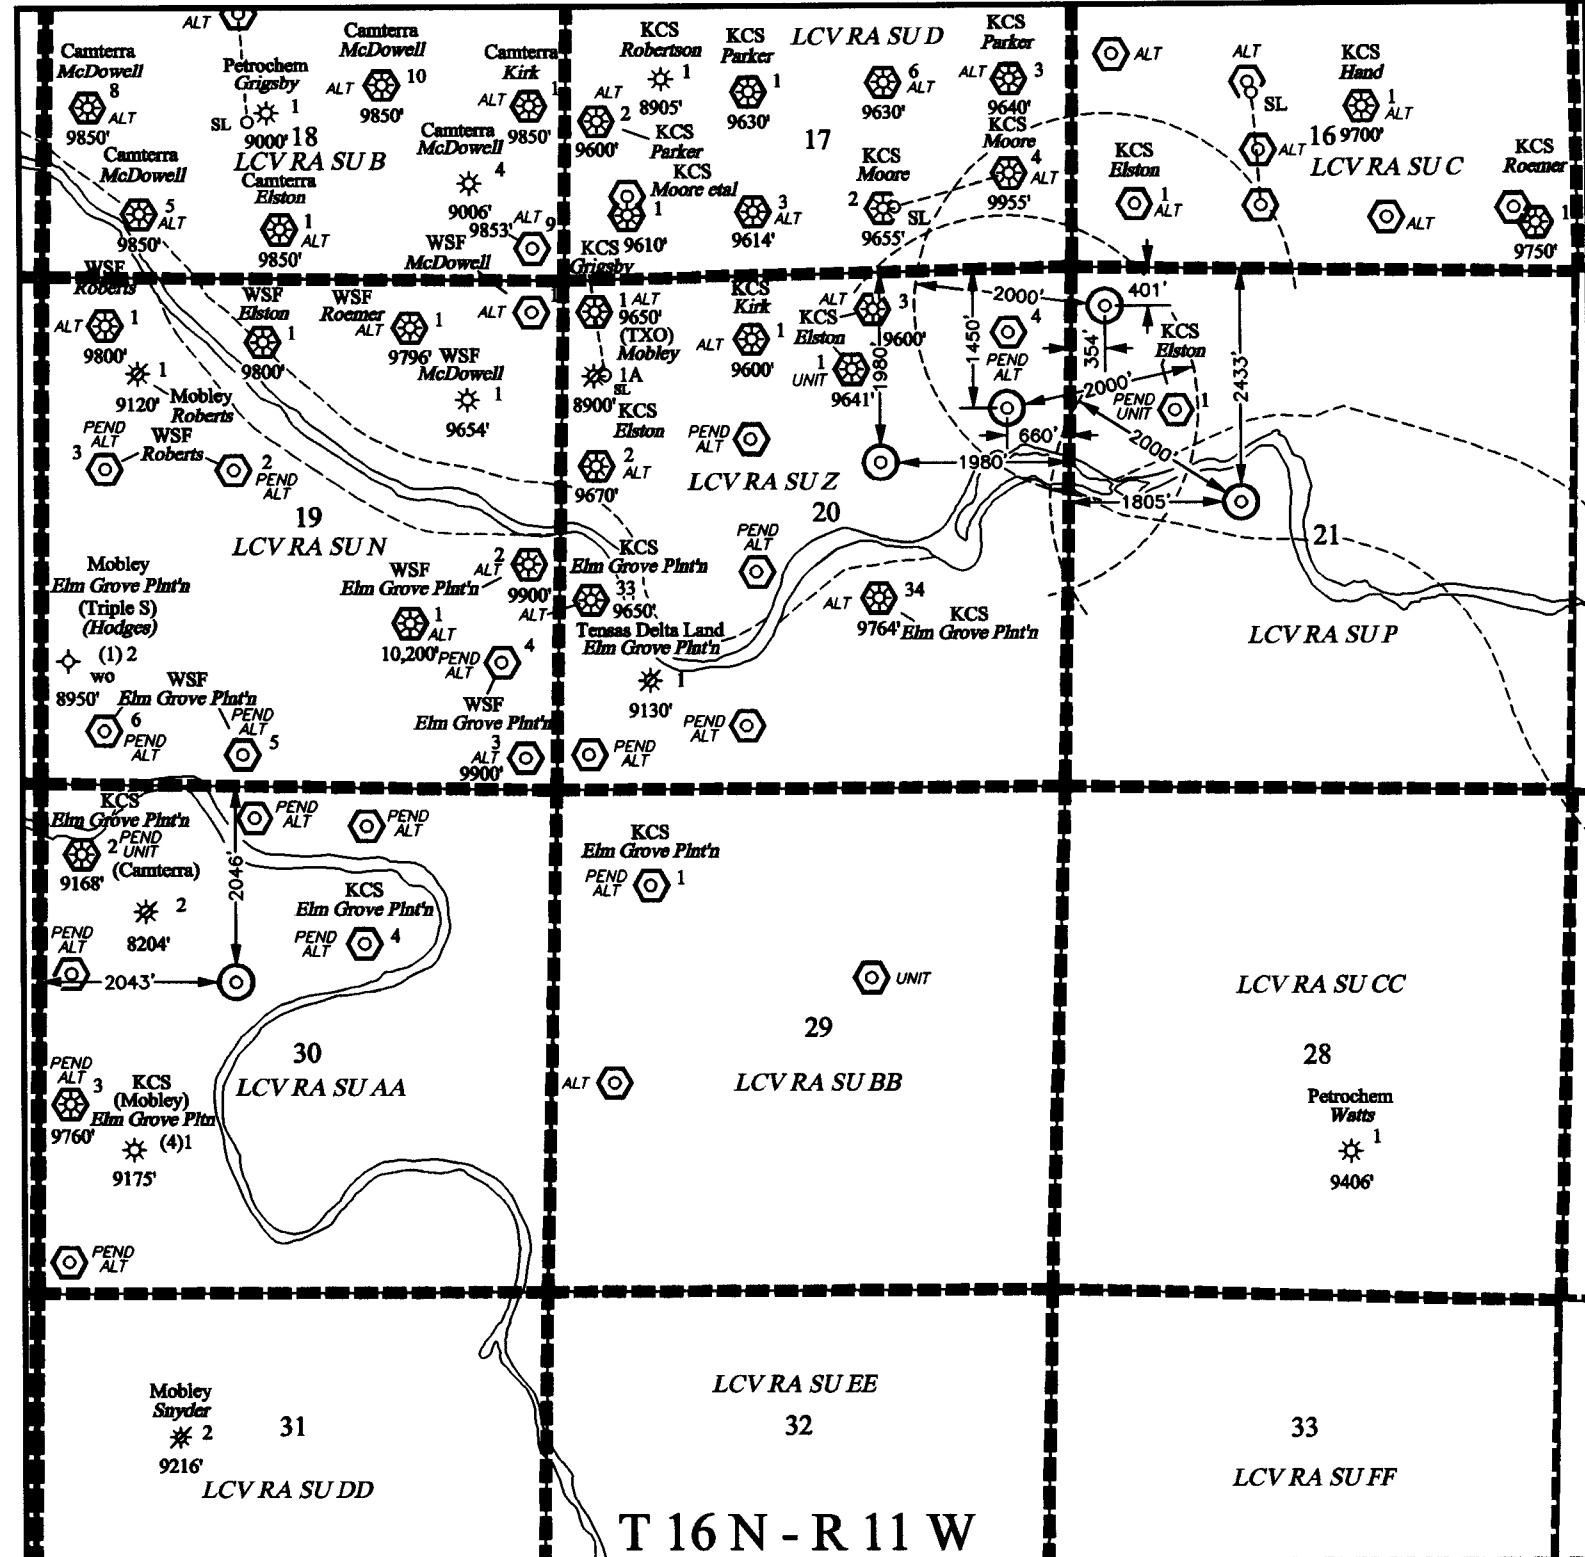 ALT
Camterra
McDowell
8
ALT
9850'
Petrochem
Grigsby
1
SL
9000'
Camterra
McDowell
ALT
10
9850'
Camterra
Kirk
ALT
1
9850'
18
LCV RA SU B
Camterra
McDowell
4
9006'
Camterra
McDowell
5
ALT
9850'
Camterra
Elston
1
ALT
9850'
ALT
9853'
9
WSF
McDowell
KCS
Robertson
1
8905'
KCS
Parker
1
9630'
LCV RA SU D
6
ALT
9630'
KCS
Parker
ALT
3
9640'
ALT
2
9600'
KCS
Parker
17
KCS
Moore etal
1
9610'
3
ALT
9614'
KCS
Moore
2
SL
9655'
KCS
Moore
4
ALT
9955'
ALT
ALT
SL
ALT
KCS
Hand
1
ALT
9700'
16
LCV RA SU C
KCS
Elston
1
ALT
ALT
KCS
Roemer
1
9750'
WSF
Roberts
ALT
1
9800'
WSF
Elston
1
9800'
WSF
Roemer
ALT
1
9796'
ALT
1
1
9120'
Mobley
Roberts
WSF
McDowell
1
9654'
PEND
ALT
3
WSF
Roberts
2
PEND
ALT
19
LCV RA SU N
Mobley
Elm Grove Plnt'n
(Triple S)
(Hodges)
(1) 2
WO
8950'
WSF
Elm Grove Plnt'n
2
ALT
9900'
1
ALT
10,200'
PEND
ALT
4
WSF
Elm Grove Plnt'n
6
PEND
ALT
PEND
ALT
5
WSF
Elm Grove Plnt'n
3
ALT
9900'
KCS
Grigsby
1 ALT
9650'
(TXO)
Mobley
1A
SL
8900'
KCS
Kirk
ALT
1
9600'
ALT
3
9600'
KCS
Elston
1
UNIT
9641'
1980'
1450'
2000'
4
PEND
ALT
660'
1980
KCS
Elston
2
ALT
9670'
PEND
ALT
LCV RA SU Z
20
PEND
ALT
KCS
Elm Grove Plnt'n
33
ALT
9650'
ALT
34
9764'
KCS
Elm Grove Plnt'n
Tensas Delta Land
Elm Grove Plnt'n
1
9130'
PEND
ALT
PEND
ALT
401'
354'
KCS
Elston
PEND
UNIT
1
2000'
2000'
2433'
1805'
21
LCV RA SU P
KCS
Elm Grove Plnt'n
2
PEND
UNIT
9168'
(Camterra)
2
8204'
PEND
ALT
PEND
ALT
2046'
KCS
Elm Grove Plnt'n
PEND
ALT
4
PEND
ALT
2043'
30
LCV RA SU AA
PEND
ALT
3
9760'
KCS
(Mobley)
Elm Grove Pltn
(4)1
9175'
PEND
ALT
KCS
Elm Grove Plnt'n
PEND
ALT
1
UNIT
29
LCV RA SU BB
ALT
LCV RA SU CC
28
Petrochem
Watts
1
9406'
Mobley
Snyder
2
9216'
31
LCV RA SU DD
LCV RA SU EE
32
33
LCV RA SU FF
T 16 N - R 11 W